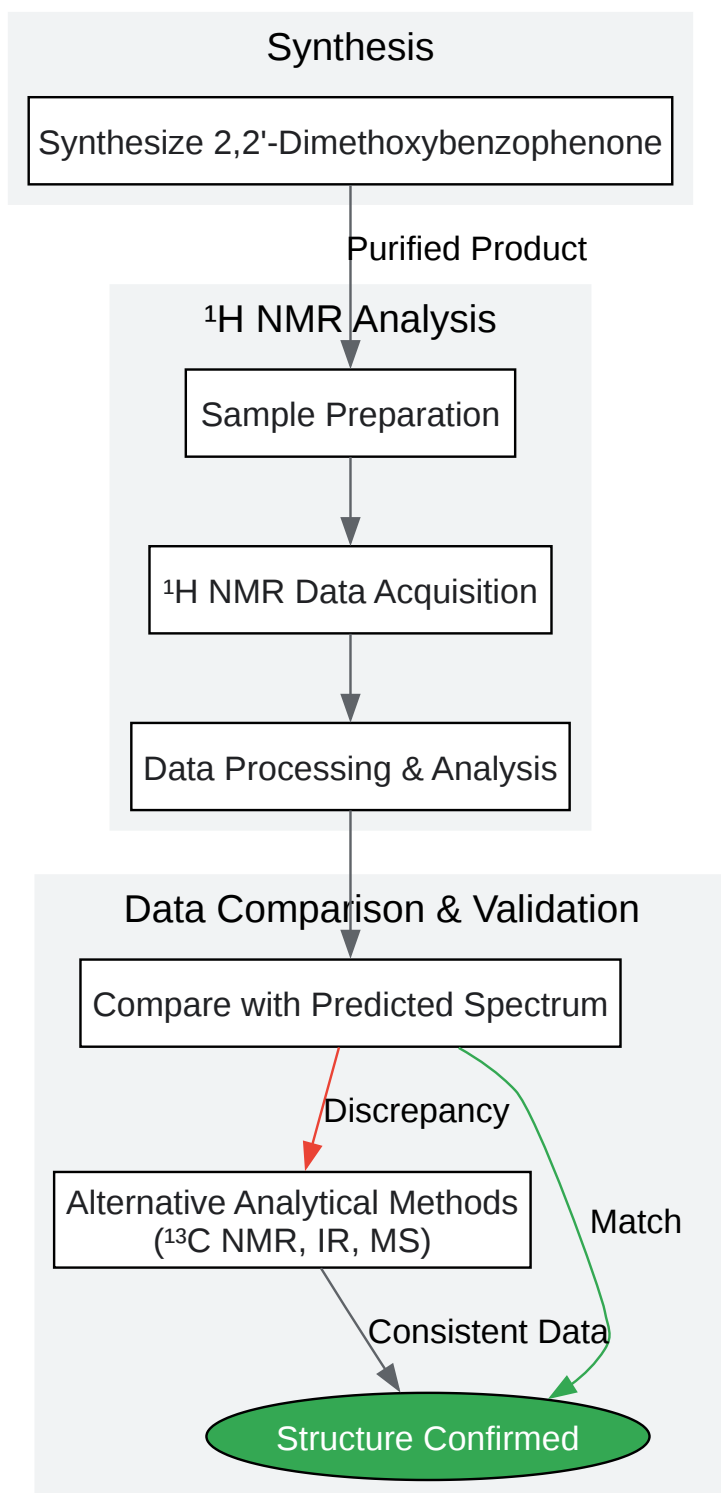 Synthesis
Synthesize 2,2'-Dimethoxybenzophenone
Purified Product
¹H NMR Analysis
Sample Preparation
¹H NMR Data Acquisition
Data Processing & Analysis
Data Comparison & Validation
Compare with Predicted Spectrum
Discrepancy
Alternative Analytical Methods
(¹³C NMR, IR, MS)
Match
Consistent Data
Structure Confirmed